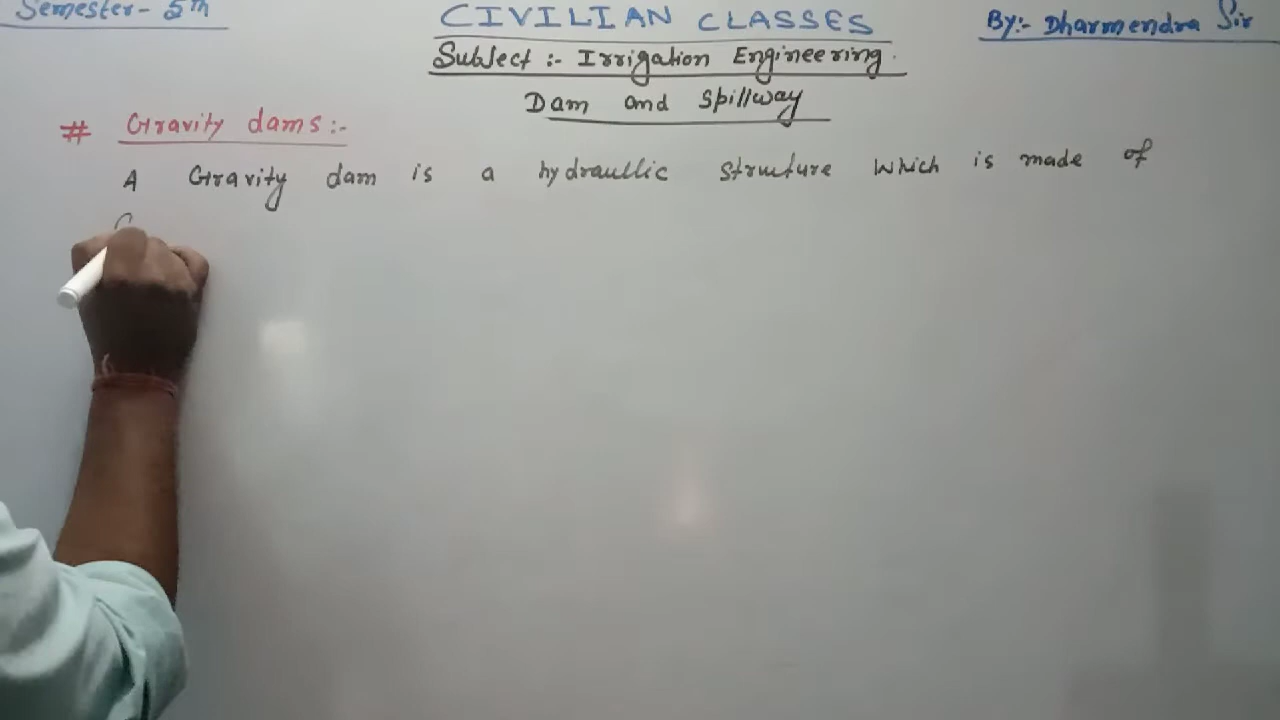 Semester- 5th
CIVILIAN CLASSES
By:- Dharmendra Sir
Subject :- Irrigation Engineering
Dam and Spillway
# Gravity dams:-
A Gravity dam is a hydraullic structure which is made of